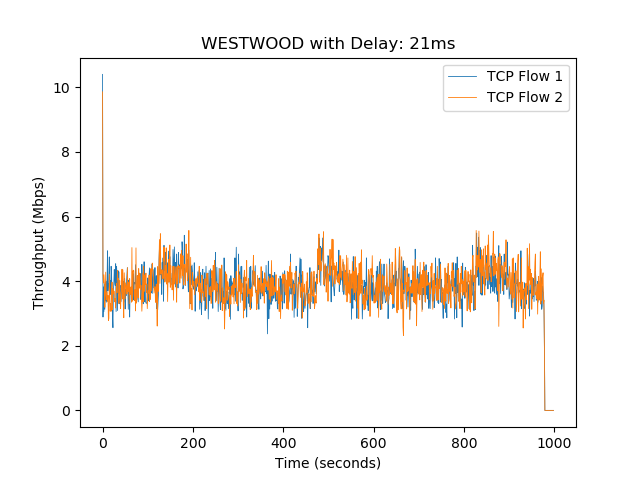 WESTWOOD with Delay: 21ms
TCP Flow 1
TCP Flow 2
Throughput (Mbps)
10
8
6
4
2
0
0 200 400 600 800 1000
Time (seconds)